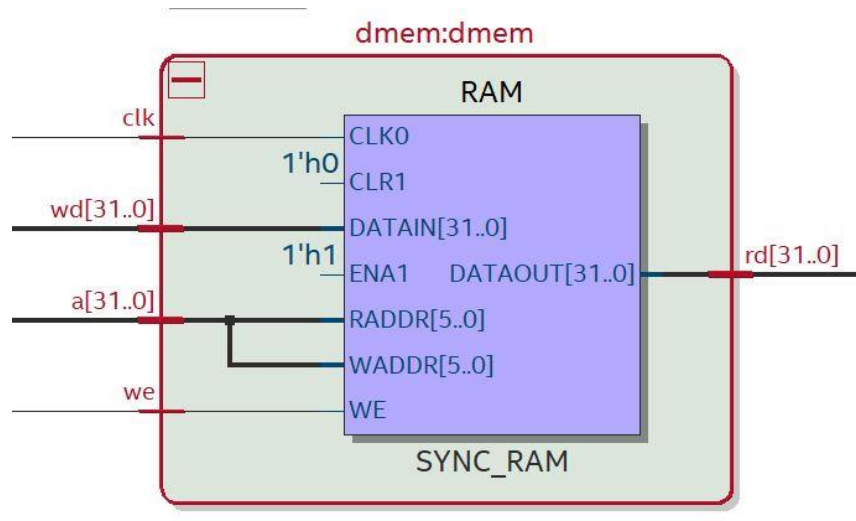 dmem:dmem
RAM
clk
CLK0
1'h0
CLR1
wd[31..0]
DATAIN[31..0]
1'h1
ENA1 DATAOUT[31..0]
rd[31..0]
a[31..0]
RADDR[5..0]
WADDR[5..0]
we
WE
SYNC_RAM